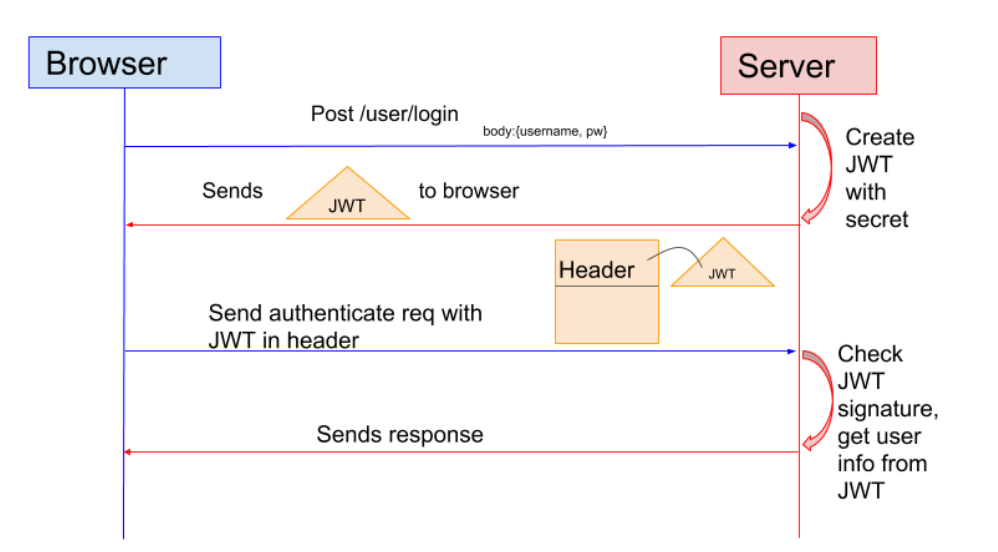 Browser
Server
Post /user/login
body:{username, pw}
Create
JWT
with
secret
Sends
JWT
to browser
Header
JWT
Send authenticate req with
JWT in header
Check
JWT
signature,
get user
info from
JWT
Sends response